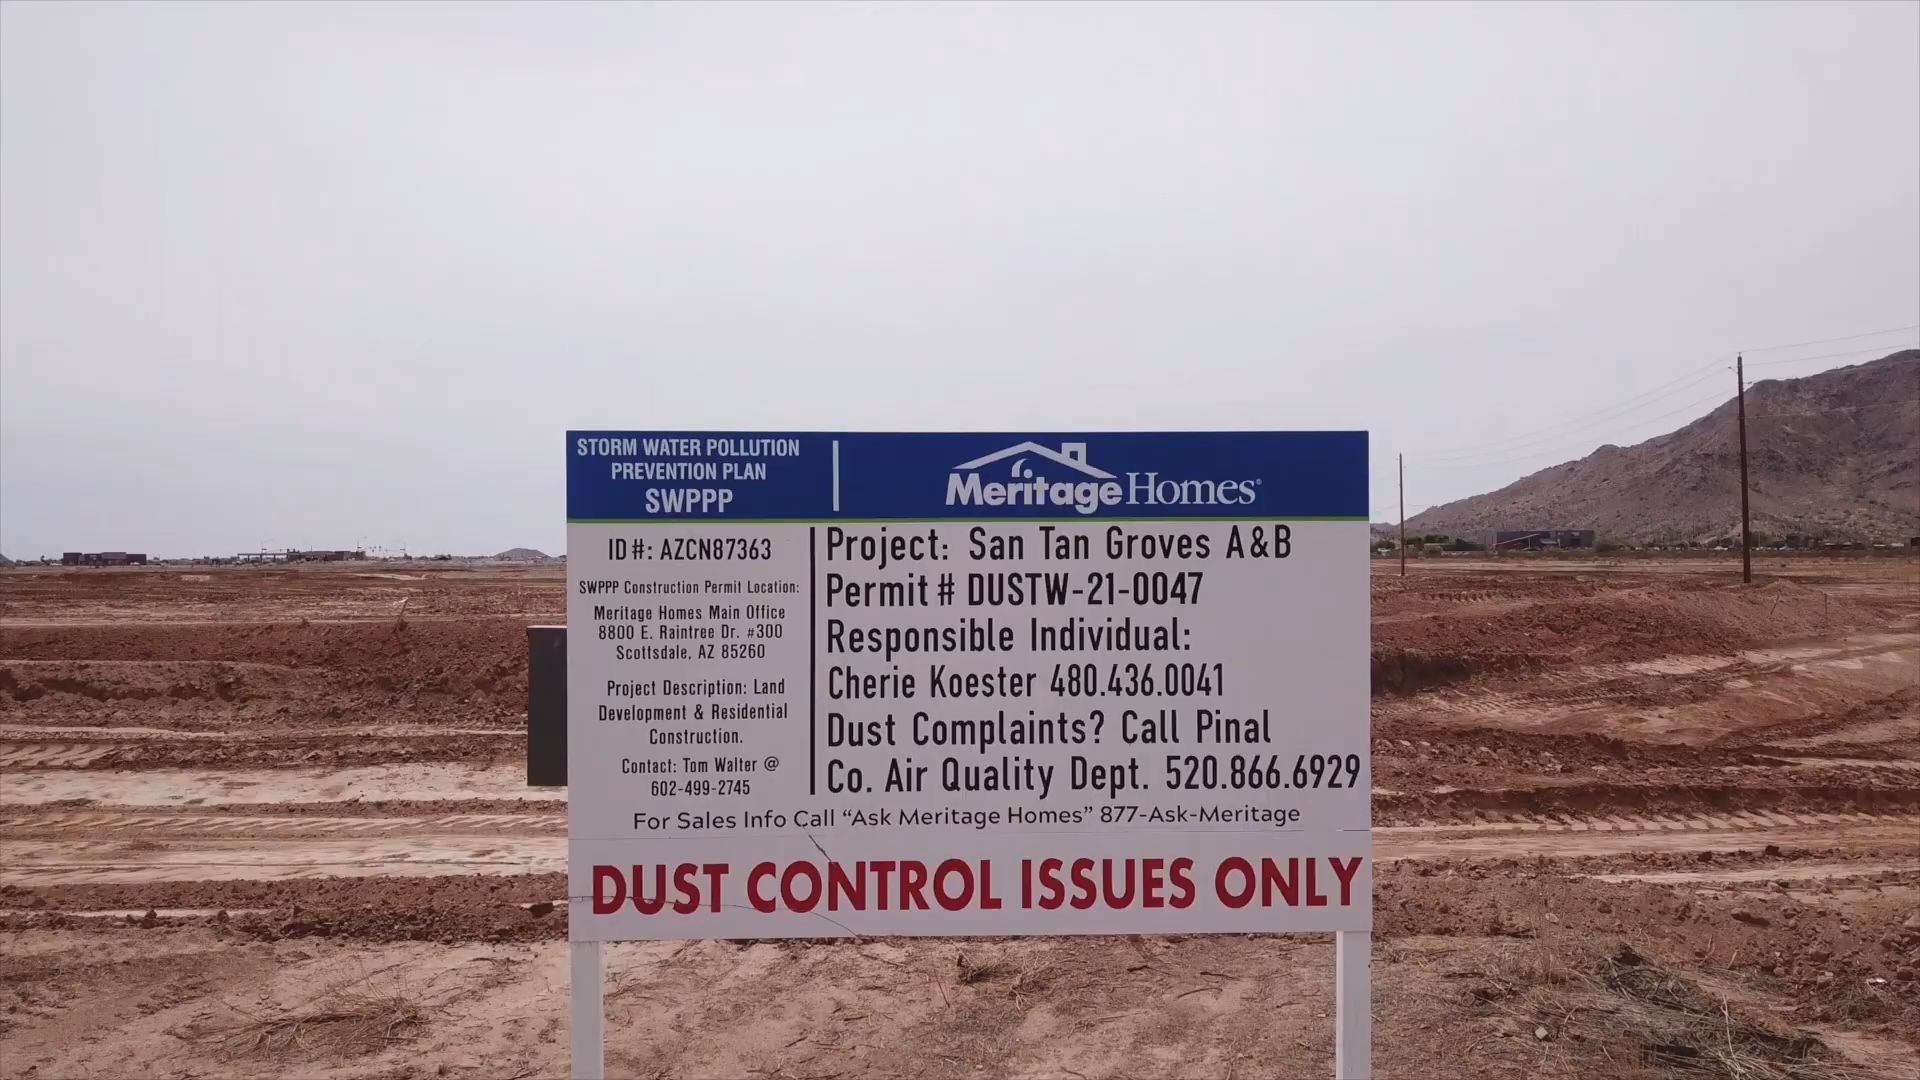 STORM WATER POLLUTION
PREVENTION PLAN
SWPPP
Meritage Homes®
ID#: AZCN87363
SWPPP Construction Permit Location:
Meritage Homes Main Office
8800 E. Raintree Dr. #300
Scottsdale, AZ 85260
Project Description: Land
Development & Residential
Construction.
Contact: Tom Walter @
602-499-2745
Project: San Tan Groves A&B
Permit # DUSTW-21-0047
Responsible Individual:
Cherie Koester 480.436.0041
Dust Complaints? Call Pinal
Co. Air Quality Dept. 520.866.6929
For Sales Info Call “Ask Meritage Homes” 877-Ask-Meritage
DUST CONTROL ISSUES ONLY